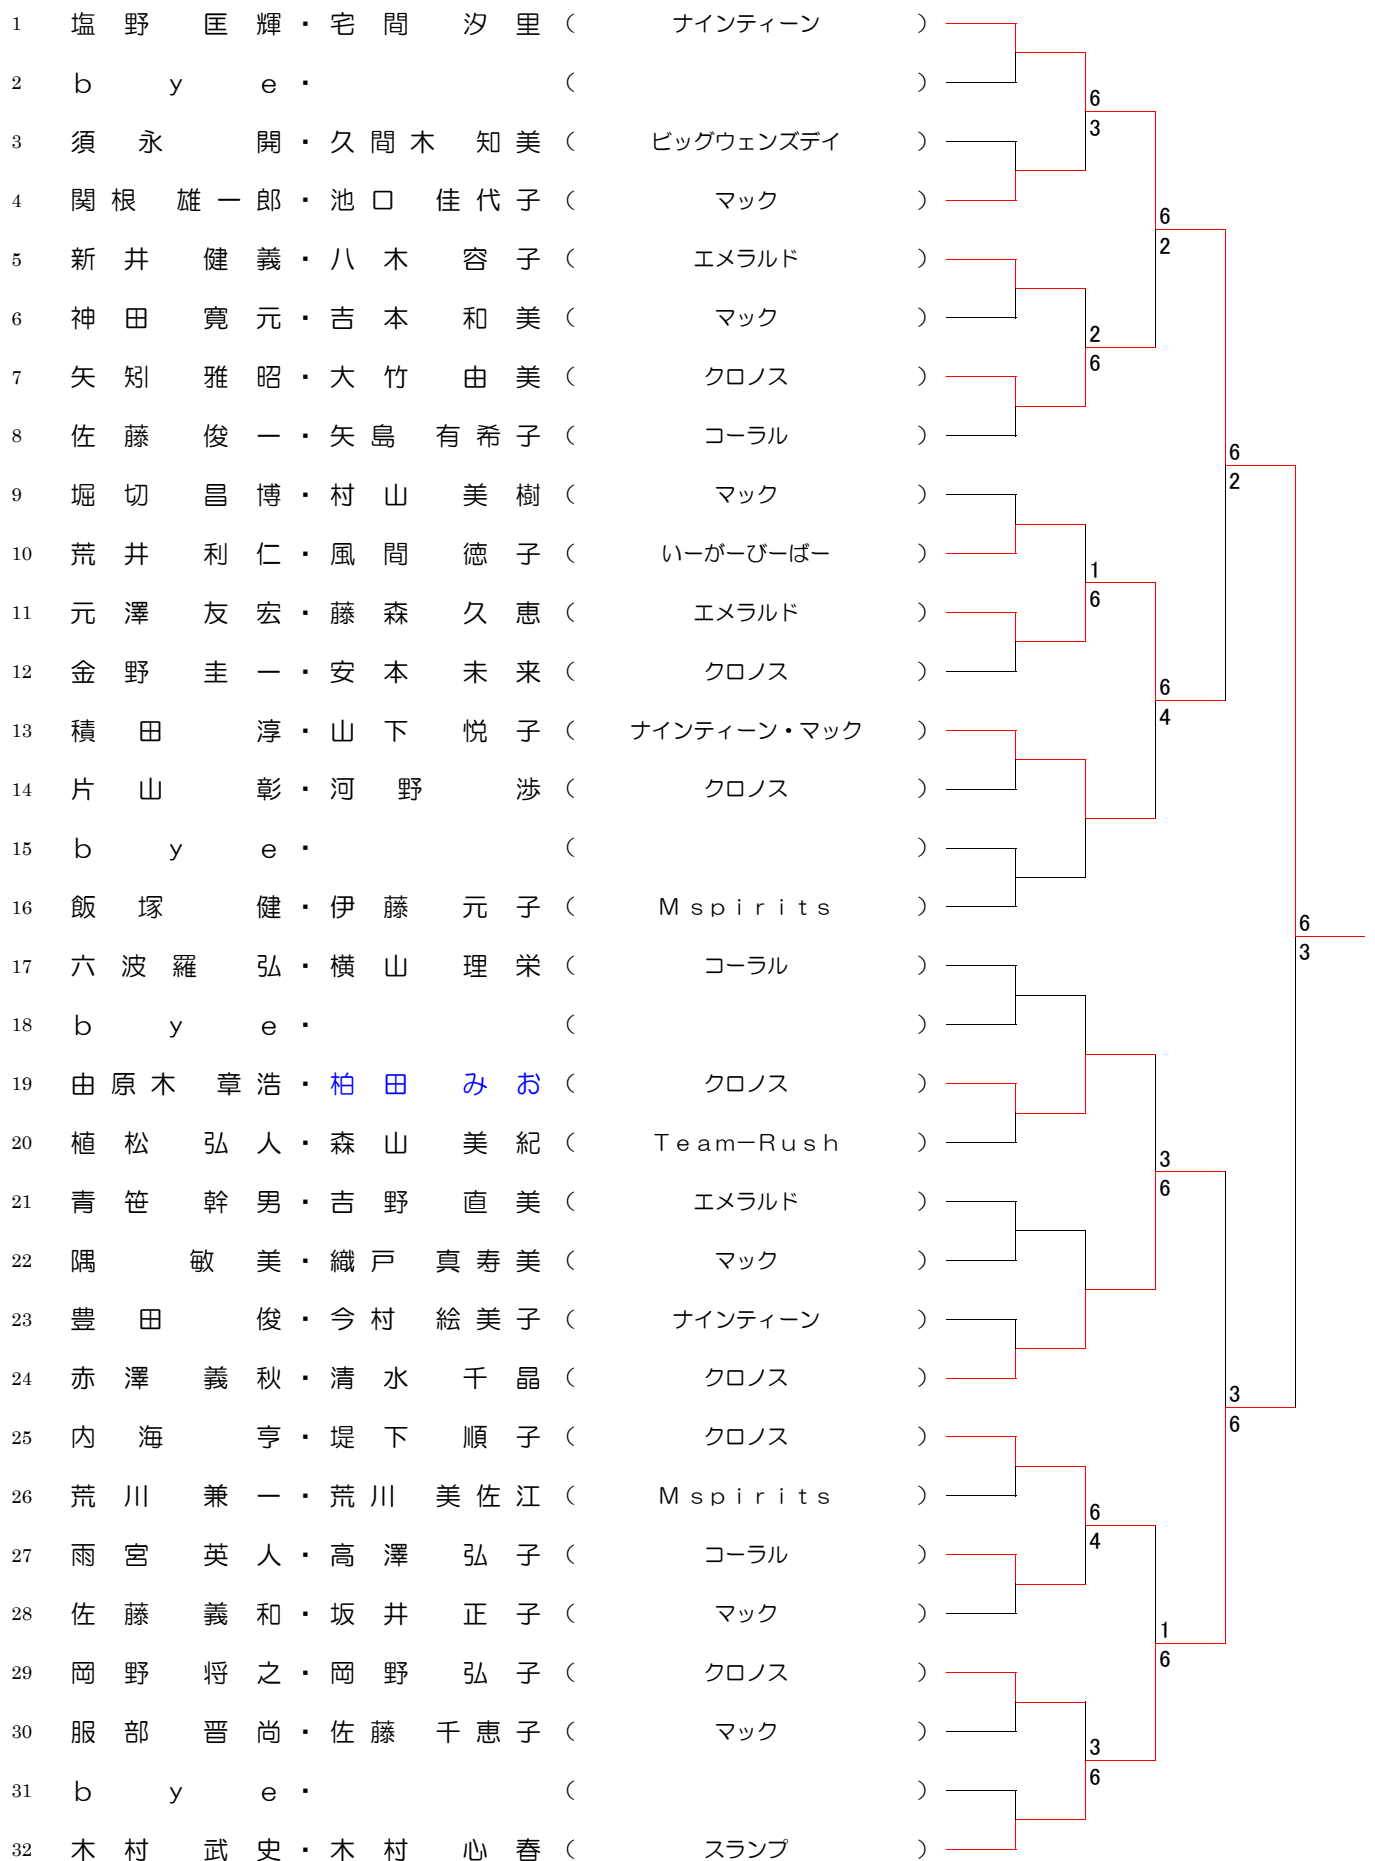 1 塩野 匡輝・宅間 汐里 ( ナインティーン )
2 bye・ ( )
6
3
3 須永 開・久間木 知美 ( ビッグウェンズデイ )
4 関根 雄一郎・池口 佳代子 ( マック )
6
2
5 新井 健義・八木 容子 ( エメラルド )
6 神田 寛元・吉本 和美 ( マック )
2
6
7 矢矧 雅昭・大竹 由美 ( クロノス )
8 佐藤 俊一・矢島 有希子 ( コーラル )
6
2
9 堀切 昌博・村山 美樹 ( マック )
10 荒井 利仁・風間 徳子 ( いーがーびーばー )
1
6
11 元澤 友宏・藤森 久恵 ( エメラルド )
12 金野 圭一・安本 未来 ( クロノス )
6
4
13 積田 淳・山下 悦子 ( ナインティーン・マック )
14 片山 彰・河野 渉 ( クロノス )
15 bye・ ( )
16 飯塚 健・伊藤 元子 ( Mspirits )
6
3
17 六波羅 弘・横山 理栄 ( コーラル )
18 bye・ ( )
19 由原木 章浩・柏田 みお ( クロノス )
20 植松 弘人・森山 美紀 ( Team－Rush )
3
6
21 青笹 幹男・吉野 直美 ( エメラルド )
22 隅 敏美・織戸 真寿美 ( マック )
23 豊田 俊・今村 絵美子 ( ナインティーン )
24 赤澤 義秋・清水 千晶 ( クロノス )
3
6
25 内海 亨・堤下 順子 ( クロノス )
26 荒川 兼一・荒川 美佐江 ( Mspirits )
6
4
27 雨宮 英人・高澤 弘子 ( コーラル )
28 佐藤 義和・坂井 正子 ( マック )
1
6
29 岡野 将之・岡野 弘子 ( クロノス )
30 服部 晋尚・佐藤 千恵子 ( マック )
3
6
31 bye・ ( )
32 木村 武史・木村 心春 ( スランプ )